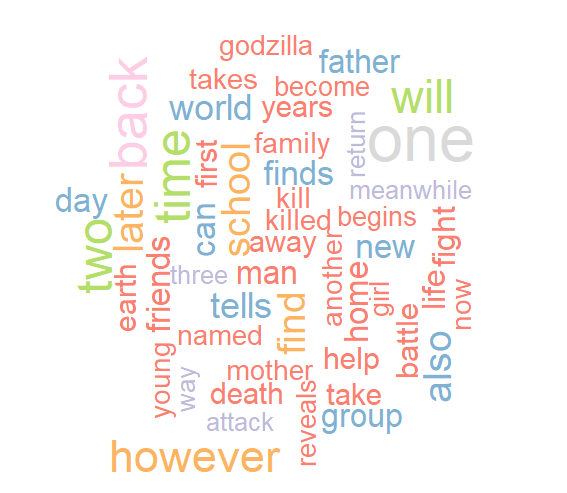 godzilla
father
takes
become
back
will
world
years
one
time
first
family
return
school
finds
meanwhile
day
later
can
kill
killed
begins
two
away
new
fight
earth
friends
three
man
another
home
girl
life
now
tells
find
named
battle
also
young
way
mother
help
death
take
reveals
attack
group
however